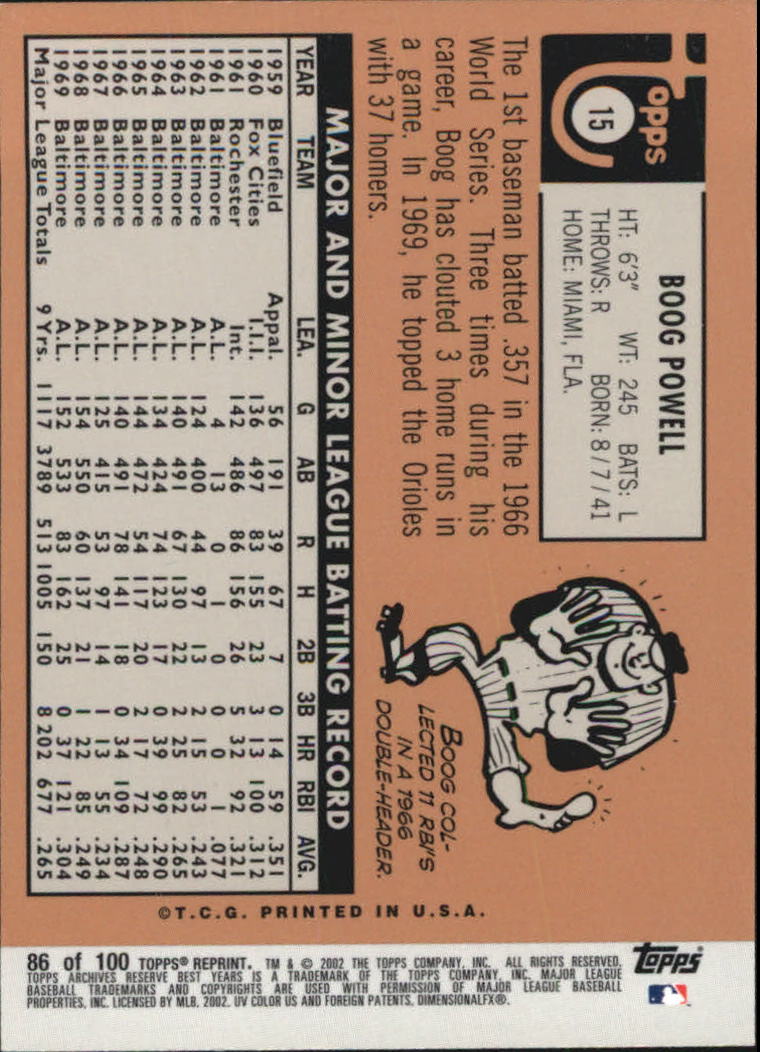 Topps
15
BOOG POWELL
HT: 6'3" WT: 245 BATS: L
THROWS: R BORN: 8/7/41
HOME: MIAMI, FLA.
The 1st baseman batted .357 in the 1966
World Series. Three times during his
career, Boog has clouted 3 home runs in
a game. In 1969, he topped the Orioles
with 37 homers.
BOOG COL-
LECTED 11 RBI'S
IN A 1966
DOUBLE-HEADER.
MAJOR AND MINOR LEAGUE BATTING RECORD
YEAR TEAM LEA. G AB R H 2B 3B HR RBI AVG.
1959 Bluefield Appal. 56 191 39 67 7 0 14 59 .351
1960 Fox Cities I.I.I. 136 497 83 155 23 3 13 100 .312
1961 Rochester Int. 142 486 86 156 26 5 32 92 .321
1961 Baltimore A.L. 4 13 0 1 0 0 0 1 .077
1962 Baltimore A.L. 124 400 44 97 13 2 15 53 .243
1963 Baltimore A.L. 140 491 67 130 22 2 25 82 .265
1964 Baltimore A.L. 134 424 74 123 17 0 39 99 .290
1965 Baltimore A.L. 144 472 54 117 20 2 17 72 .248
1966 Baltimore A.L. 140 491 78 141 18 0 34 109 .287
1967 Baltimore A.L. 125 415 53 97 14 1 13 55 .234
1968 Baltimore A.L. 154 550 60 137 21 1 22 85 .249
1969 Baltimore A.L. 152 533 83 162 25 0 37 121 .304
Major League Totals 9 Yrs. 1117 3789 513 1005 150 8 202 677 .265
©T.C.G. PRINTED IN U.S.A.
Topps
86 of 100 TOPPS® REPRINT. TM & © 2002 THE TOPPS COMPANY, INC. ALL RIGHTS RESERVED.
TOPPS ARCHIVES RESERVE BEST YEARS IS A TRADEMARK OF THE TOPPS COMPANY, INC. MAJOR LEAGUE
BASEBALL TRADEMARKS AND COPYRIGHTS ARE USED WITH PERMISSION OF MAJOR LEAGUE BASEBALL
PROPERTIES, INC. LICENSED BY MLB, 2002. UV COLOR US AND FOREIGN PATENTS, DIMENSIONALFX®.